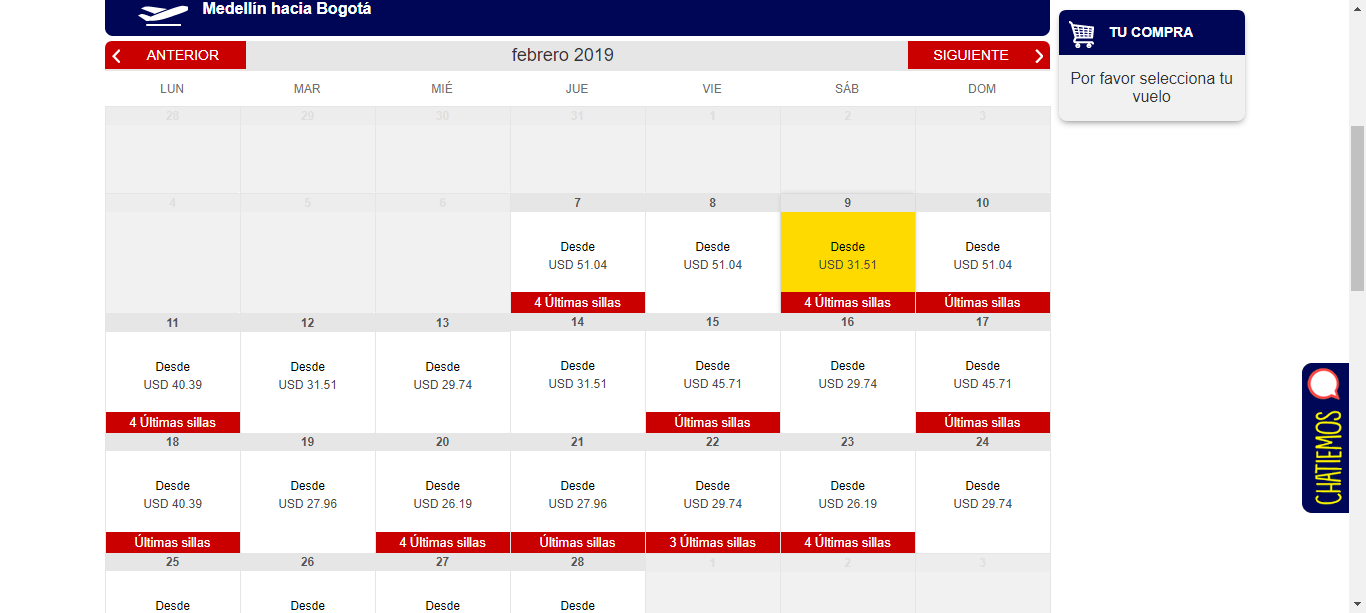 Medellín hacia Bogotá
TU COMPRA
ANTERIOR febrero 2019 SIGUIENTE
Por favor selecciona tu
vuelo
LUN MAR MIÉ JUE VIE SÁB DOM
28 29 30 31 1 2 3
4 5 6 7 8 9 10
Desde Desde Desde Desde
USD 51.04 USD 51.04 USD 31.51 USD 51.04
4 Últimas sillas 4 Últimas sillas Últimas sillas
11 12 13 14 15 16 17
Desde Desde Desde Desde Desde Desde Desde
USD 40.39 USD 31.51 USD 29.74 USD 31.51 USD 45.71 USD 29.74 USD 45.71
4 Últimas sillas Últimas sillas Últimas sillas
CHATIEMOS
18 19 20 21 22 23 24
Desde Desde Desde Desde Desde Desde Desde
USD 40.39 USD 27.96 USD 26.19 USD 27.96 USD 29.74 USD 26.19 USD 29.74
Últimas sillas 4 Últimas sillas Últimas sillas 3 Últimas sillas 4 Últimas sillas
25 26 27 28 1 2 3
Desde Desde Desde Desde